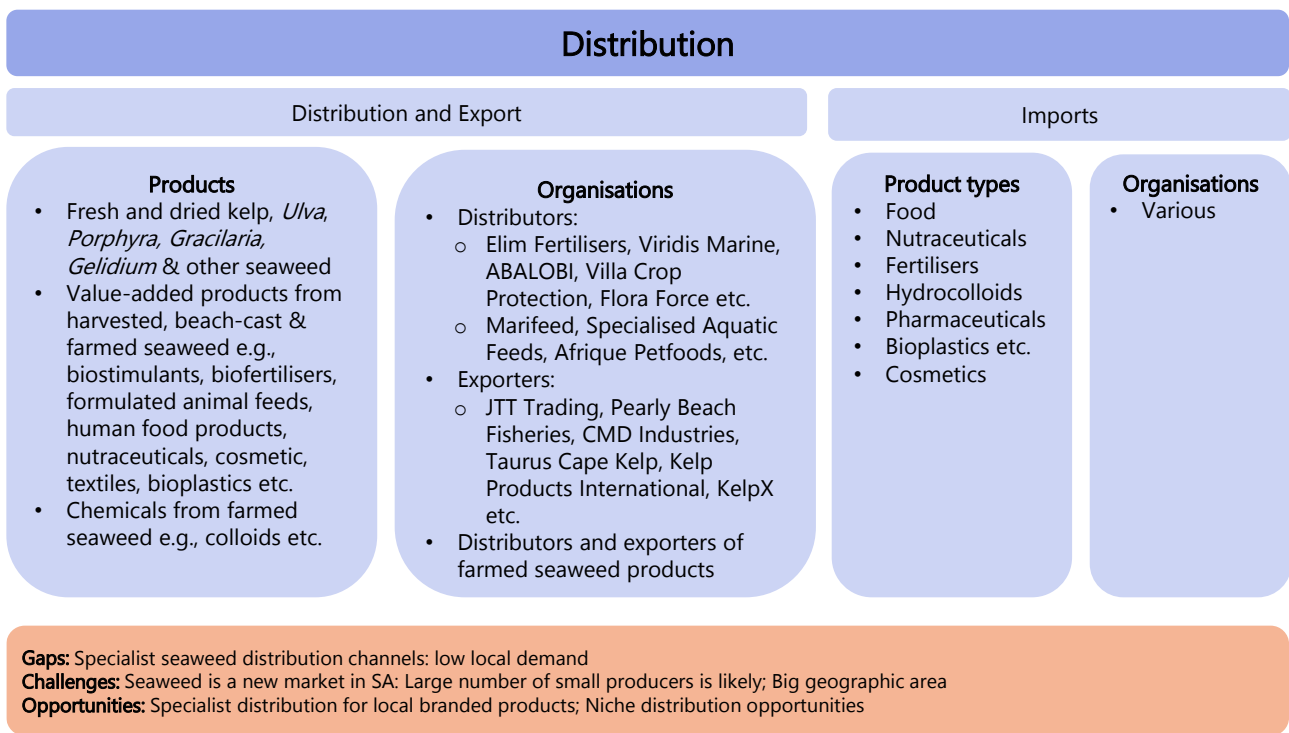 Distribution
Distribution and Export
Products
• Fresh and dried kelp, Ulva,
Porphyra, Gracilaria,
Gelidium & other seaweed
• Value-added products from
harvested, beach-cast &
farmed seaweed e.g.,
biostimulants, biofertilisers,
formulated animal feeds,
human food products,
nutraceuticals, cosmetic,
textiles, bioplastics etc.
• Chemicals from farmed
seaweed e.g., colloids etc.
Organisations
• Distributors:
o Elim Fertilisers, Viridis Marine,
ABALOBI, Villa Crop
Protection, Flora Force etc.
o Marifeed, Specialised Aquatic
Feeds, Afrique Petfoods, etc.
• Exporters:
o JTT Trading, Pearly Beach
Fisheries, CMD Industries,
Taurus Cape Kelp, Kelp
Products International, KelpX
etc.
• Distributors and exporters of
farmed seaweed products
Imports
Product types
• Food
• Nutraceuticals
• Fertilisers
• Hydrocolloids
• Pharmaceuticals
• Bioplastics etc.
• Cosmetics
Organisations
• Various
Gaps: Specialist seaweed distribution channels: low local demand
Challenges: Seaweed is a new market in SA: Large number of small producers is likely; Big geographic area
Opportunities: Specialist distribution for local branded products; Niche distribution opportunities